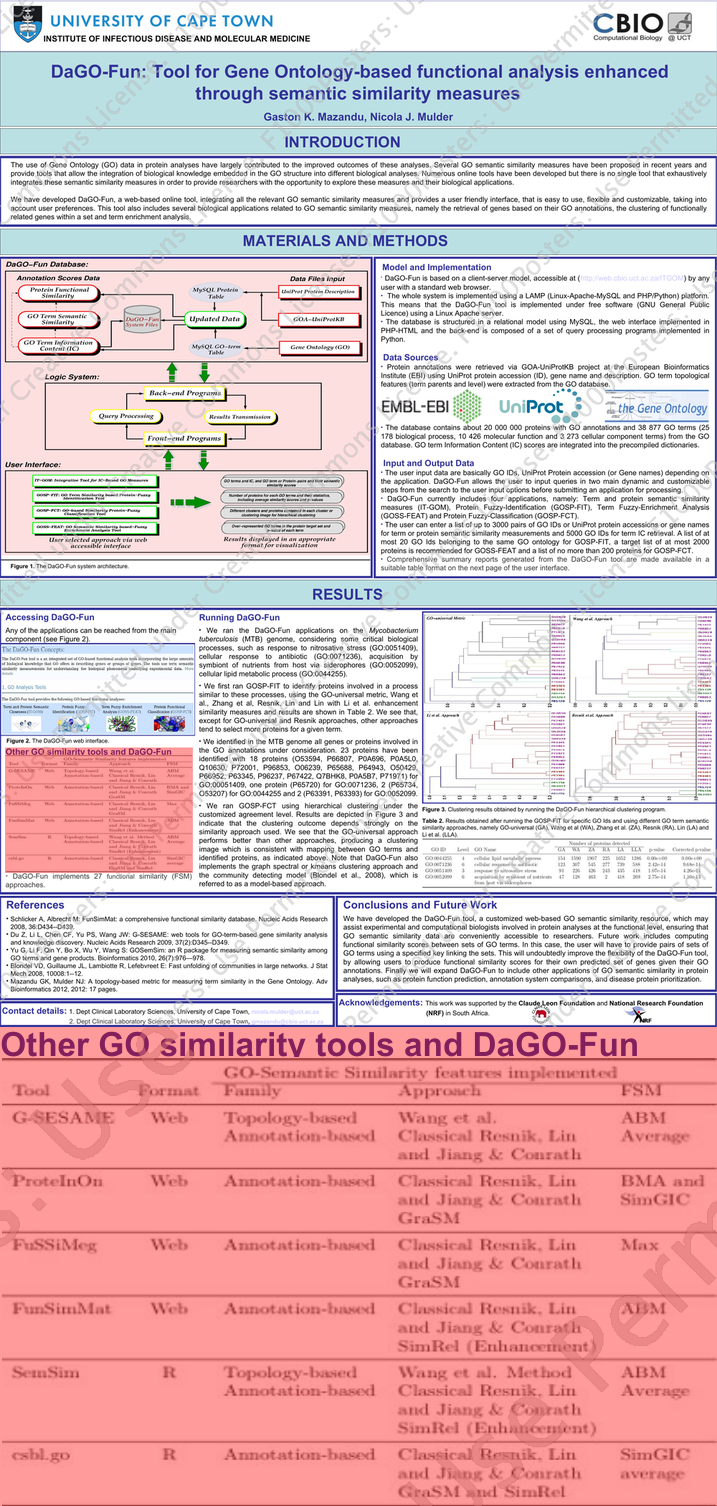 UNIVERSITY OF CAPE TOWN
INSTITUTE OF INFECTIOUS DISEASE AND MOLECULAR MEDICINE
CBIO
Computational Biology @ UCT
DaGO-Fun: Tool for Gene Ontology-based functional analysis enhanced
through semantic similarity measures
Gaston K. Mazandu, Nicola J. Mulder
INTRODUCTION
The use of Gene Ontology (GO) data in protein analyses have largely contributed to the improved outcomes of these analyses. Several GO semantic similarity measures have been proposed in recent years and
provide tools that allow the integration of biological knowledge embedded in the GO structure into different biological analyses. Numerous online tools have been developed but there is no single tool that exhaustively
integrates these semantic similarity measures in order to provide researchers with the opportunity to explore these measures and their biological applications.
We have developed DaGO-Fun, a web-based online tool, integrating all the relevant GO semantic similarity measures and provides a user friendly interface, that is easy to use, flexible and customizable, taking into
account user preferences. This tool also includes several biological applications related to GO semantic similarity measures, namely the retrieval of genes based on their GO annotations, the clustering of functionally
related genes within a set and term enrichment analysis.
MATERIALS AND METHODS
DaGO-Fun Database:
Annotation Scores Data
Protein Functional
Similarity
GO Term Semantic
Similarity
GO Term Information
Content (IC)
DaGO-Fun
System Files
MySQL Protein
Table
Updated Data
MySQL GO-term
Table
Data Files Input
UniProt Protein Description
GOA-UniProtKB
Gene Ontology (GO)
Logic System:
Back-end Programs
Query Processing
Results Transmission
Front-end Programs
User Interface:
IT-GOM: Integration Tool for IC-Based GO Measures
GOSP-FIT: GO Term Similarity based Protein-Fuzzy
Identification Tool
GOSP-FCT: GO-based Similarity Protein-Fuzzy
Classification Tool
GOSS-FEAT: GO Semantic Similarity based-Fuzzy
Enrichment Analysis Tool
User selected approach via web
accessible interface
GO terms and IC, and GO term or Protein pairs and their semantic
similarity scores
Number of proteins for each GO terms and their statistics,
including average similarity scores and p-values
Different clusters and proteins contained in each cluster or
clustering image for hierarchical clustering
Over-represented GO terms in the protein target set and
p-value of each term
Results displayed in an appropriate
format for visualization
Figure 1. The DaGO-Fun system architecture.
Model and Implementation
· DaGO-Fun is based on a client-server model, accessible at (http://web.cbio.uct.ac.za/ITGOM) by any
user with a standard web browser.
· The whole system is implemented using a LAMP (Linux-Apache-MySQL and PHP/Python) platform.
This means that the DaGO-Fun tool is implemented under free software (GNU General Public
Licence) using a Linux Apache server.
· The database is structured in a relational model using MySQL, the web interface implemented in
PHP-HTML and the back-end is composed of a set of query processing programs implemented in
Python.
Data Sources
· Protein annotations were retrieved via GOA-UniProtKB project at the European Bioinformatics
Institute (EBI) using UniProt protein accession (ID), gene name and description. GO term topological
features (term parents and level) were extracted from the GO database.
EMBL-EBI
UniProt
the Gene Ontology
· The database contains about 20 000 000 proteins with GO annotations and 38 877 GO terms (25
178 biological process, 10 426 molecular function and 3 273 cellular component terms) from the GO
database. GO term Information Content (IC) scores are integrated into the precompiled dictionaries.
Input and Output Data
· The user input data are basically GO IDs, UniProt Protein accession (or Gene names) depending on
the application. DaGO-Fun allows the user to input queries in two main dynamic and customizable
steps from the search to the user input options before submitting an application for processing.
· DaGO-Fun currently includes four applications, namely: Term and protein semantic similarity
measures (IT-GOM), Protein Fuzzy-Identification (GOSP-FIT), Term Fuzzy-Enrichment Analysis
(GOSS-FEAT) and Protein Fuzzy-Classification (GOSP-FCT).
· The user can enter a list of up to 3000 pairs of GO IDs or UniProt protein accessions or gene names
for term or protein semantic similarity measurements and 5000 GO IDs for term IC retrieval. A list of at
most 20 GO IDs belonging to the same GO ontology for GOSP-FIT, a target list of at most 2000
proteins is recommended for GOSS-FEAT and a list of no more than 200 proteins for GOSP-FCT.
· Comprehensive summary reports generated from the DaGO-Fun tool are made available in a
suitable table format on the next page of the user interface.
RESULTS
Accessing DaGO-Fun
Any of the applications can be reached from the main
component (see Figure 2).
The DaGO-Fun Concepts:
1. GO Analysis Tools
The DaGO-Fun tool provides the following GO-based functional analyses:
Figure 2. The DaGO-Fun web interface.
Other GO similarity tools and DaGO-Fun
· DaGO-Fun implements 27 functional similarity (FSM)
approaches.
Running DaGO-Fun
· We ran the DaGO-Fun applications on the Mycobacterium
tuberculosis (MTB) genome, considering some critical biological
processes, such as response to nitrosative stress (GO:0051409),
cellular response to antibiotic (GO:0071236), acquisition by
symbiont of nutrients from host via siderophores (GO:0052099),
cellular lipid metabolic process (GO:0044255).
· We first ran GOSP-FIT to identify proteins involved in a process
similar to these processes, using the GO-universal metric, Wang et
al., Zhang et al, Resnik, Lin and Lin with Li et al. enhancement
similarity measures and results are shown in Table 2. We see that,
except for GO-universal and Resnik approaches, other approaches
tend to select more proteins for a given term.
· We identified in the MTB genome all genes or proteins involved in
the GO annotations under consideration. 23 proteins have been
identified with 18 proteins (O53594, P66807, P0A696, P0A5L0,
Q10630, P72001, P96853, O06239, P65688, P64943, O50429,
P66952, P63345, P96237, P67422, Q7BHK8, P0A5B7, P71971) for
GO:00051409, one protein (P65720) for GO:0071236, 2 (P65734,
O53207) for GO:0044255 and 2 (P63391, P63393) for GO:0052099.
· We ran GOSP-FCT using hierarchical clustering under the
customized agreement level. Results are depicted in Figure 3 and
indicate that the clustering outcome depends strongly on the
similarity approach used. We see that the GO-universal approach
performs better than other approaches, producing a clustering
image which is consistent with mapping between GO terms and
identified proteins, as indicated above. Note that DaGO-Fun also
implements the graph spectral or kmeans clustering approach and
the community detecting model (Blondel et al., 2008), which is
referred to as a model-based approach.
GO-universal Metric
Wang et al. Approach
Li et al. Approach
Resnik et al. Approach
Figure 3. Clustering results obtained by running the DaGO-Fun hierarchical clustering program.
Table 2. Results obtained after running the GOSP-FIT for specific GO Ids and using different GO term semantic
similarity approaches, namely GO-universal (GA), Wang et al (WA), Zhang et al. (ZA), Resnik (RA), Lin (LA) and
Li et al. (LLA).
Number of proteins detected
GO ID Level GO Name GA WA ZA RA LA LLA p-value Corrected p-value
GO:0044255 4 cellular lipid metabolic process
GO:0071236 6 cellular response to antibiotic
GO:0051409 5 response to nitrosative stress
GO:0052099 acquisition by symbiont of nutrients
from host via siderophores
References
• Schlicker A, Albrecht M: FunSimMat: a comprehensive functional similarity database. Nucleic Acids Research
2008, 36:D434–D439.
• Du Z, Li L, Chen CF, Yu PS, Wang JW: G-SESAME: web tools for GO-term-based gene similarity analysis
and knowledge discovery. Nucleic Acids Research 2009, 37(2):D345–D349.
• Yu G, Li F, Qin Y, Bo X, Wu Y, Wang S: GOSemSim: an R package for measuring semantic similarity among
GO terms and gene products. Bioinformatics 2010, 26(7):976–978.
• Blondel VD, Guillaume JL, Lambiotte R, Lefebvreet E: Fast unfolding of communities in large networks. J Stat
Mech 2008, 10008:1–12.
• Mazandu GK, Mulder NJ: A topology-based metric for measuring term similarity in the Gene Ontology. Adv
Bioinformatics 2012, 2012: 17 pages.
Contact details: 1. Dept Clinical Laboratory Sciences, University of Cape Town, nicola.mulder@uct.ac.za
2. Dept Clinical Laboratory Sciences, University of Cape Town,
Conclusions and Future Work
We have developed the DaGO-Fun tool, a customized web-based GO semantic similarity resource, which may
assist experimental and computational biologists involved in protein analyses at the functional level, ensuring that
GO semantic similarity data are conveniently accessible to researchers. Future work includes computing
functional similarity scores between sets of GO terms. In this case, the user will have to provide pairs of sets of
GO terms using a specified key linking the sets. This will undoubtedly improve the flexibility of the DaGO-Fun tool,
by allowing users to produce functional similarity scores for their own predicted set of genes given their GO
annotations. Finally we will expand DaGO-Fun to include other applications of GO semantic similarity in protein
analyses, such as protein function prediction, annotation system comparisons, and disease protein prioritization.
Acknowledgements: This work was supported by the Claude Leon Foundation and National Research Foundation
(NRF) in South Africa.
NRF
Other GO similarity tools and DaGO-Fun
GO-Semantic Similarity features implemented
Tool Format Family Approach FSM
G-SESAME Web Topology-based Wang et al. ABM
Annotation-based Classical Resnik, Lin Average
and Jiang & Conrath
ProteInOn Web Annotation-based Classical Resnik, Lin BMA and
and Jiang & Conrath SimGIC
GraSM
FuSSiMeg Web Annotation-based Classical Resnik, Lin Max
and Jiang & Conrath
GraSM
FunSimMat Web Annotation-based Classical Resnik, Lin ABM
and Jiang & Conrath
SimRel (Enhancement)
SemSim R Topology-based Wang et al. Method ABM
Annotation-based Classical Resnik, Lin Average
and Jiang & Conrath
SimRel (Enhancement)
csbl.go R Annotation-based Classical Resnik, Lin SimGIC
and Jiang & Conrath average
GraSM and SimRel